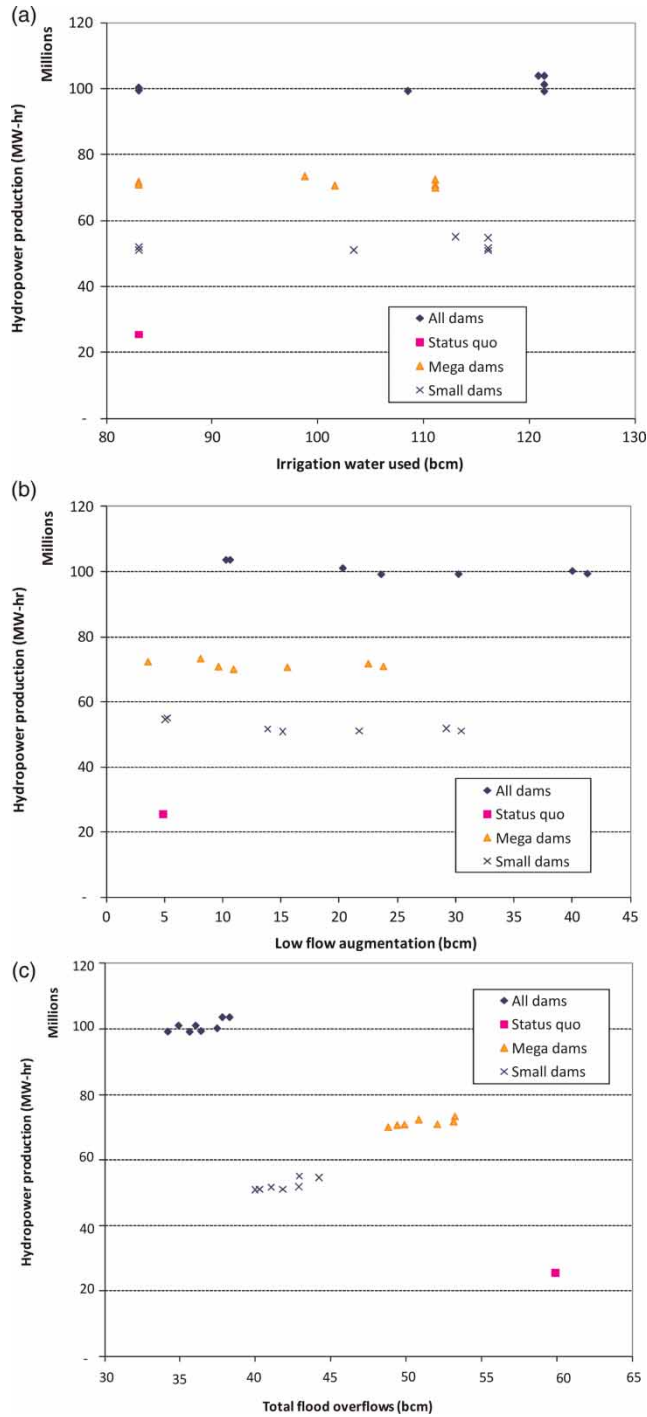 (a)
Millions
Hydropower production (MW-hr)
120
100
80
60
40
20
-
All dams
Status quo
Mega dams
Small dams
80 90 100 110 120 130
Irrigation water used (bcm)
(b)
Millions
Hydropower production (MW-hr)
120
100
80
60
40
20
-
All dams
Status quo
Mega dams
Small dams
0 5 10 15 20 25 30 35 40 45
Low flow augmentation (bcm)
(c)
Millions
Hydropower production (MW-hr)
120
100
80
60
40
20
-
All dams
Status quo
Mega dams
Small dams
30 35 40 45 50 55 60 65
Total flood overflows (bcm)